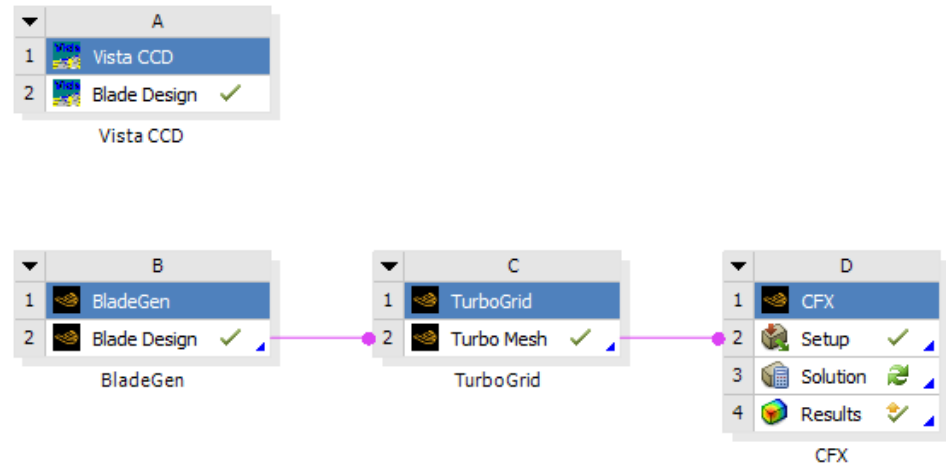 A
1 Vista CCD
2 Blade Design
Vista CCD
B
1 BladeGen
2 Blade Design
BladeGen
C
1 TurboGrid
2 Turbo Mesh
TurboGrid
D
1 CFX
2 Setup
3 Solution
4 Results
CFX